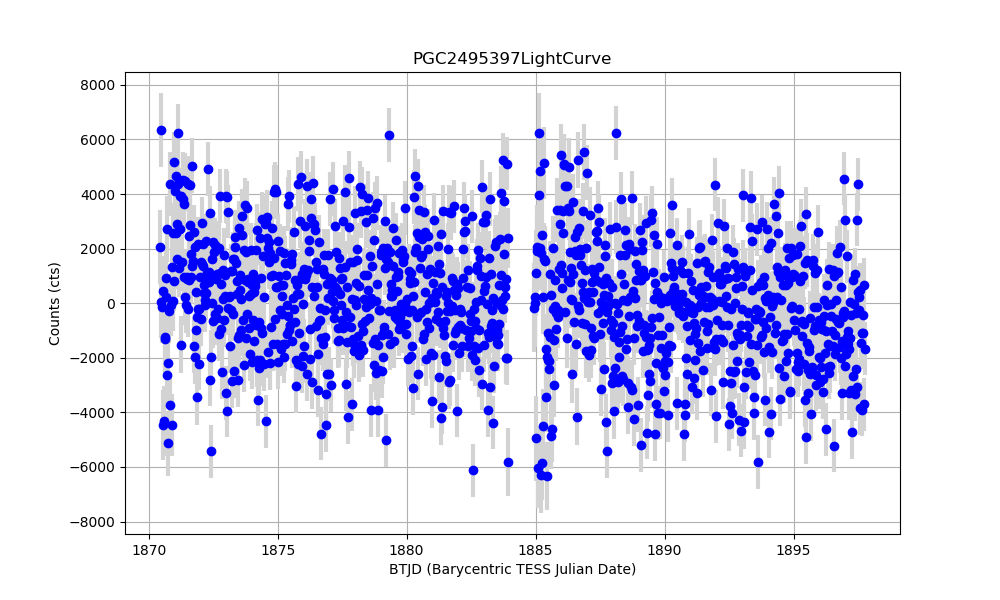 PGC2495397LightCurve
Counts (cts)
8000
6000
4000
2000
0
−2000
−4000
−6000
−8000
1870 1875 1880 1885 1890 1895
BTJD (Barycentric TESS Julian Date)